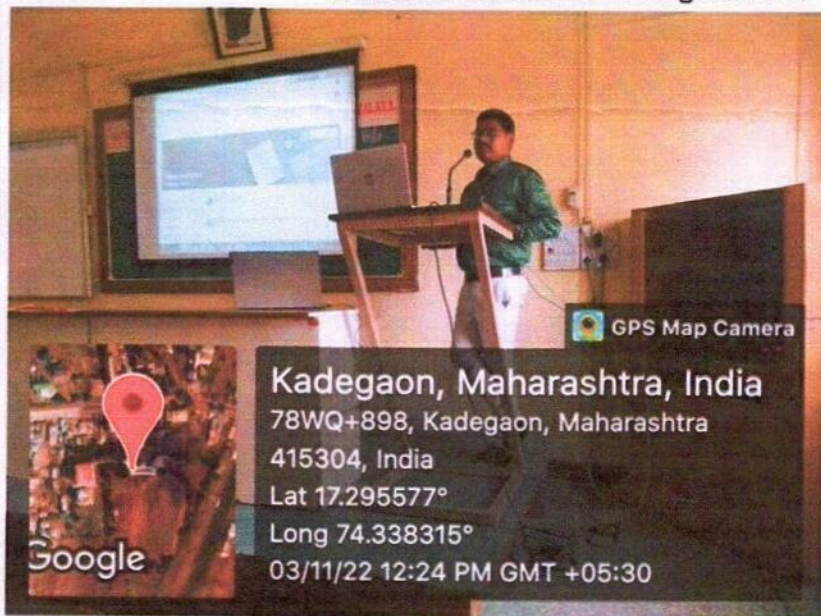 GPS Map Camera
Kadegaon, Maharashtra, India
78WQ+898, Kadegaon, Maharashtra
415304, India
Lat 17.295577°
Long 74.338315°
03/11/22 12:24 PM GMT +05:30
Google